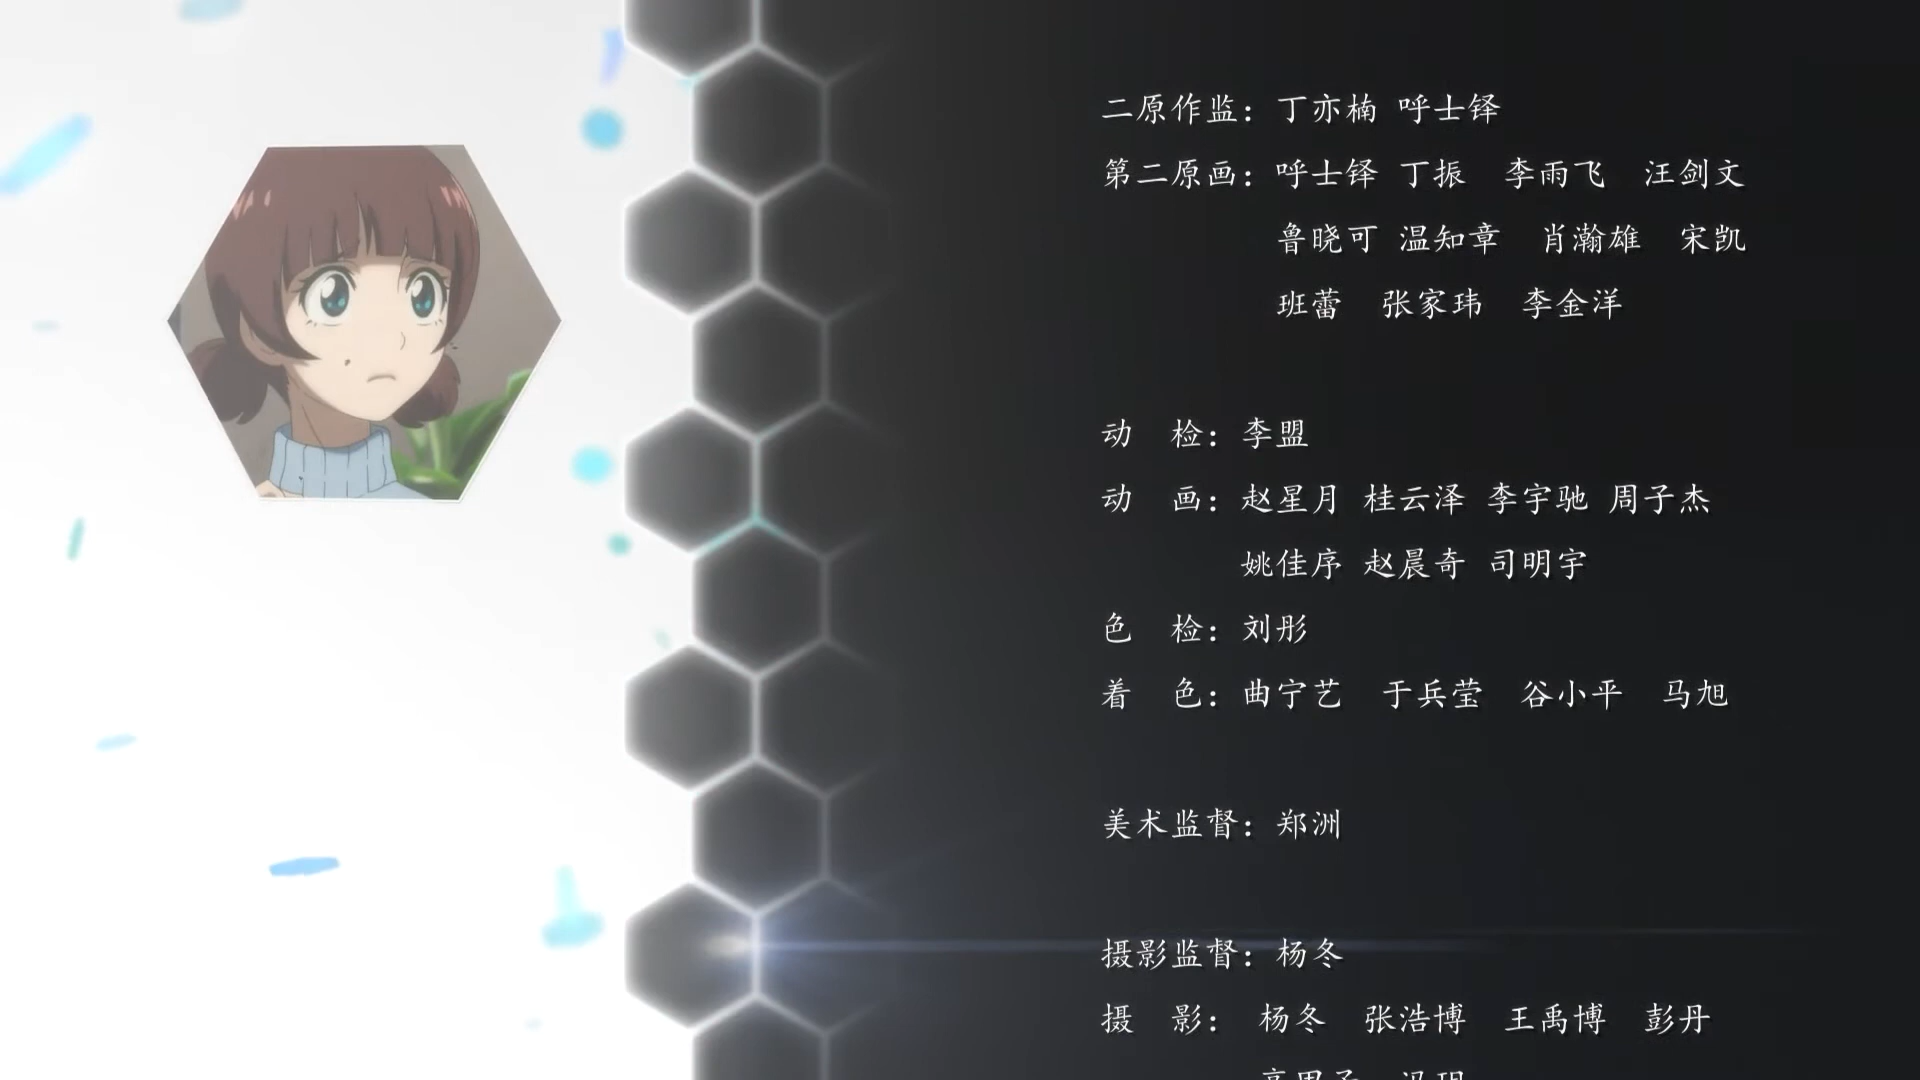 二原作监：丁亦楠 呼士铎
第二原画：呼士铎 丁振 李雨飞 汪剑文
鲁晓可 温知章 肖瀚雄 宋凯
班蕾 张家玮 李金洋
动 检：李盟
动 画：赵星月 桂云泽 李宇驰 周子杰
姚佳序 赵晨奇 司明宇
色 检：刘彤
着 色：曲宁艺 于兵莹 谷小平 马旭
美术监督：郑洲
摄影监督：杨冬
摄 影：杨冬 张浩博 王禹博 彭丹